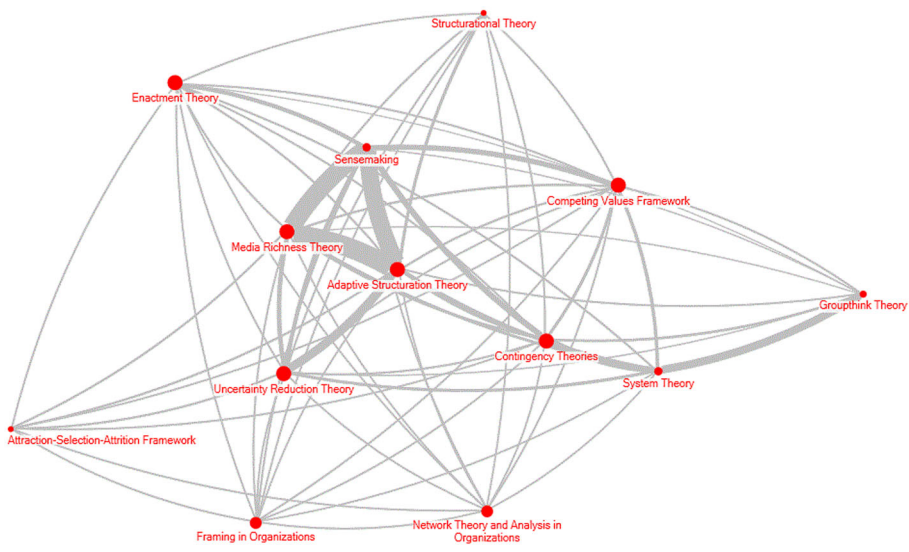 Structurational Theory
Enactment Theory
Sensemaking
Competing Values Framework
Media Richness Theory
Adaptive Structuration Theory
Groupthink Theory
Contingency Theories
System Theory
Uncertainty Reduction Theory
Attraction-Selection-Attrition Framework
Framing in Organizations
Network Theory and Analysis in
Organizations